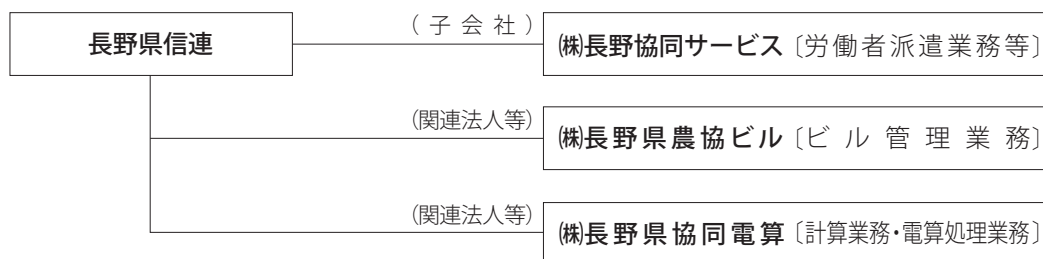 長野県信連
(子会社)
㈱長野協同サービス〔労働者派遣業務等〕
(関連法人等)
㈱長野県農協ビル〔ビル管理業務〕
(関連法人等)
㈱長野県協同電算〔計算業務・電算処理業務〕